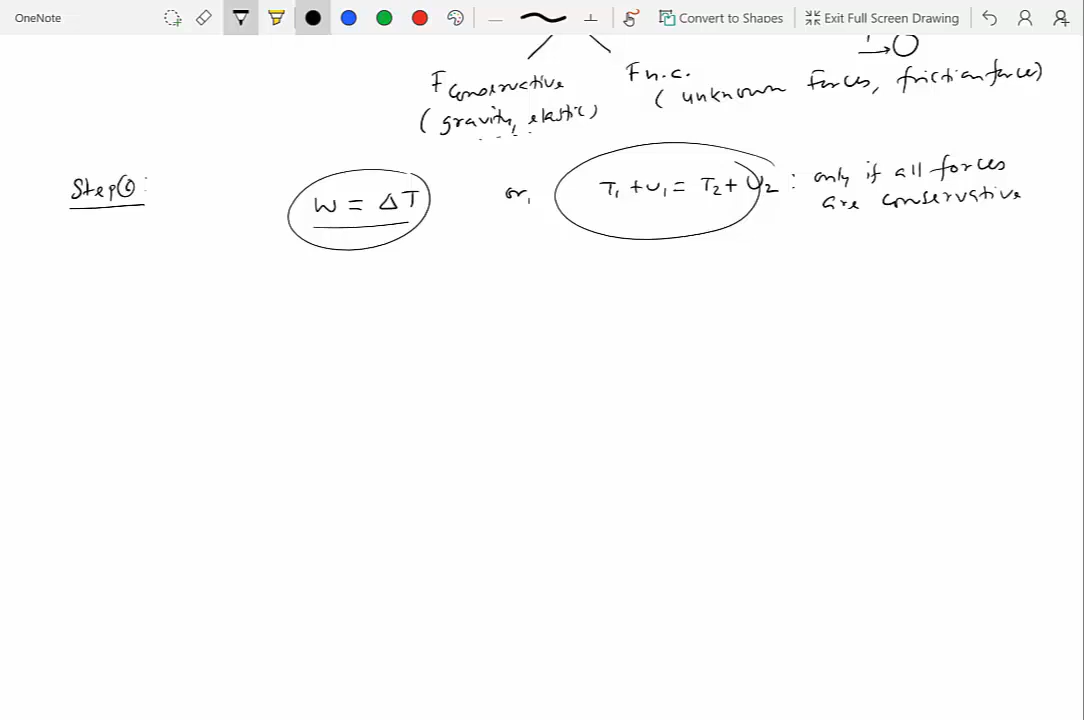 OneNote
Convert to Shapes
Exit Full Screen Drawing
F conservative
(gravity, elastic)
F n.c.
(unknown forces, friction forces)
Step ①:
W = ΔT
or,
T₁ + U₁ = T₂ + U₂ : only if all forces
are conservative